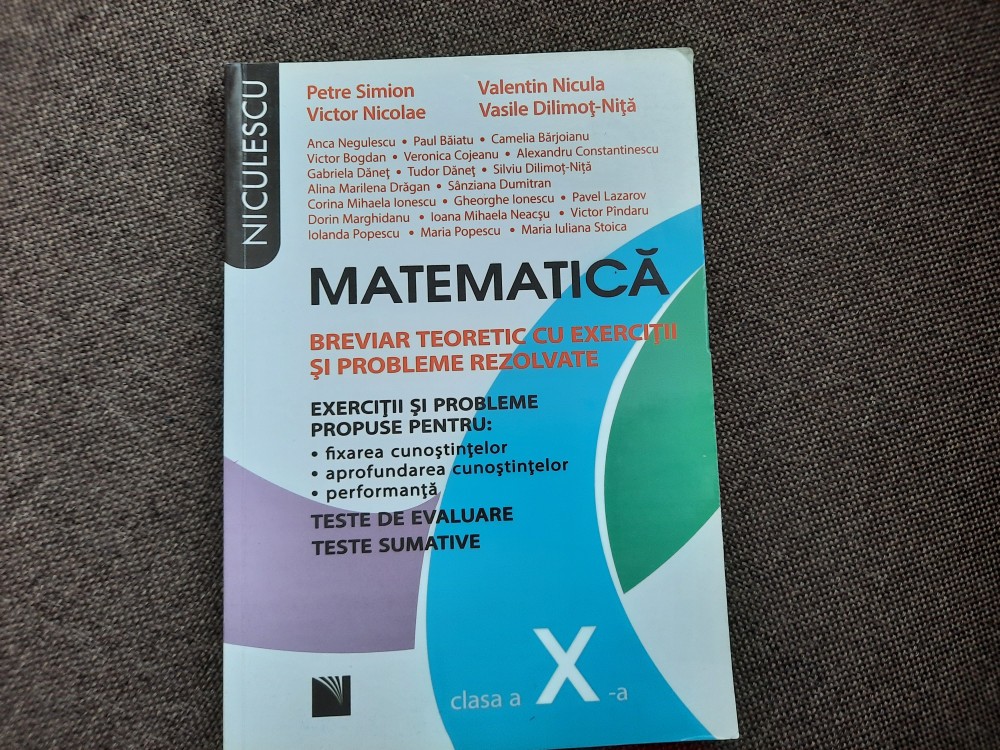 NICULESCU
Petre Simion Valentin Nicula
Victor Nicolae Vasile Dilimoţ-Niţă
Anca Negulescu • Paul Băiatu • Camelia Bărjoianu
Victor Bogdan • Veronica Cojeanu • Alexandru Constantinescu
Gabriela Dăneţ • Tudor Dăneţ • Silviu Dilimoţ-Niţă
Alina Marilena Drăgan • Sânziana Dumitran
Corina Mihaela Ionescu • Gheorghe Ionescu • Pavel Lazarov
Dorin Marghidanu • Ioana Mihaela Neacşu • Victor Pîndaru
Iolanda Popescu • Maria Popescu • Maria Iuliana Stoica
MATEMATICĂ
BREVIAR TEORETIC CU EXERCIŢII
ŞI PROBLEME REZOLVATE
EXERCIŢII ŞI PROBLEME
PROPUSE PENTRU:
• fixarea cunoştinţelor
• aprofundarea cunoştinţelor
• performanţă
TESTE DE EVALUARE
TESTE SUMATIVE
clasa a X -a